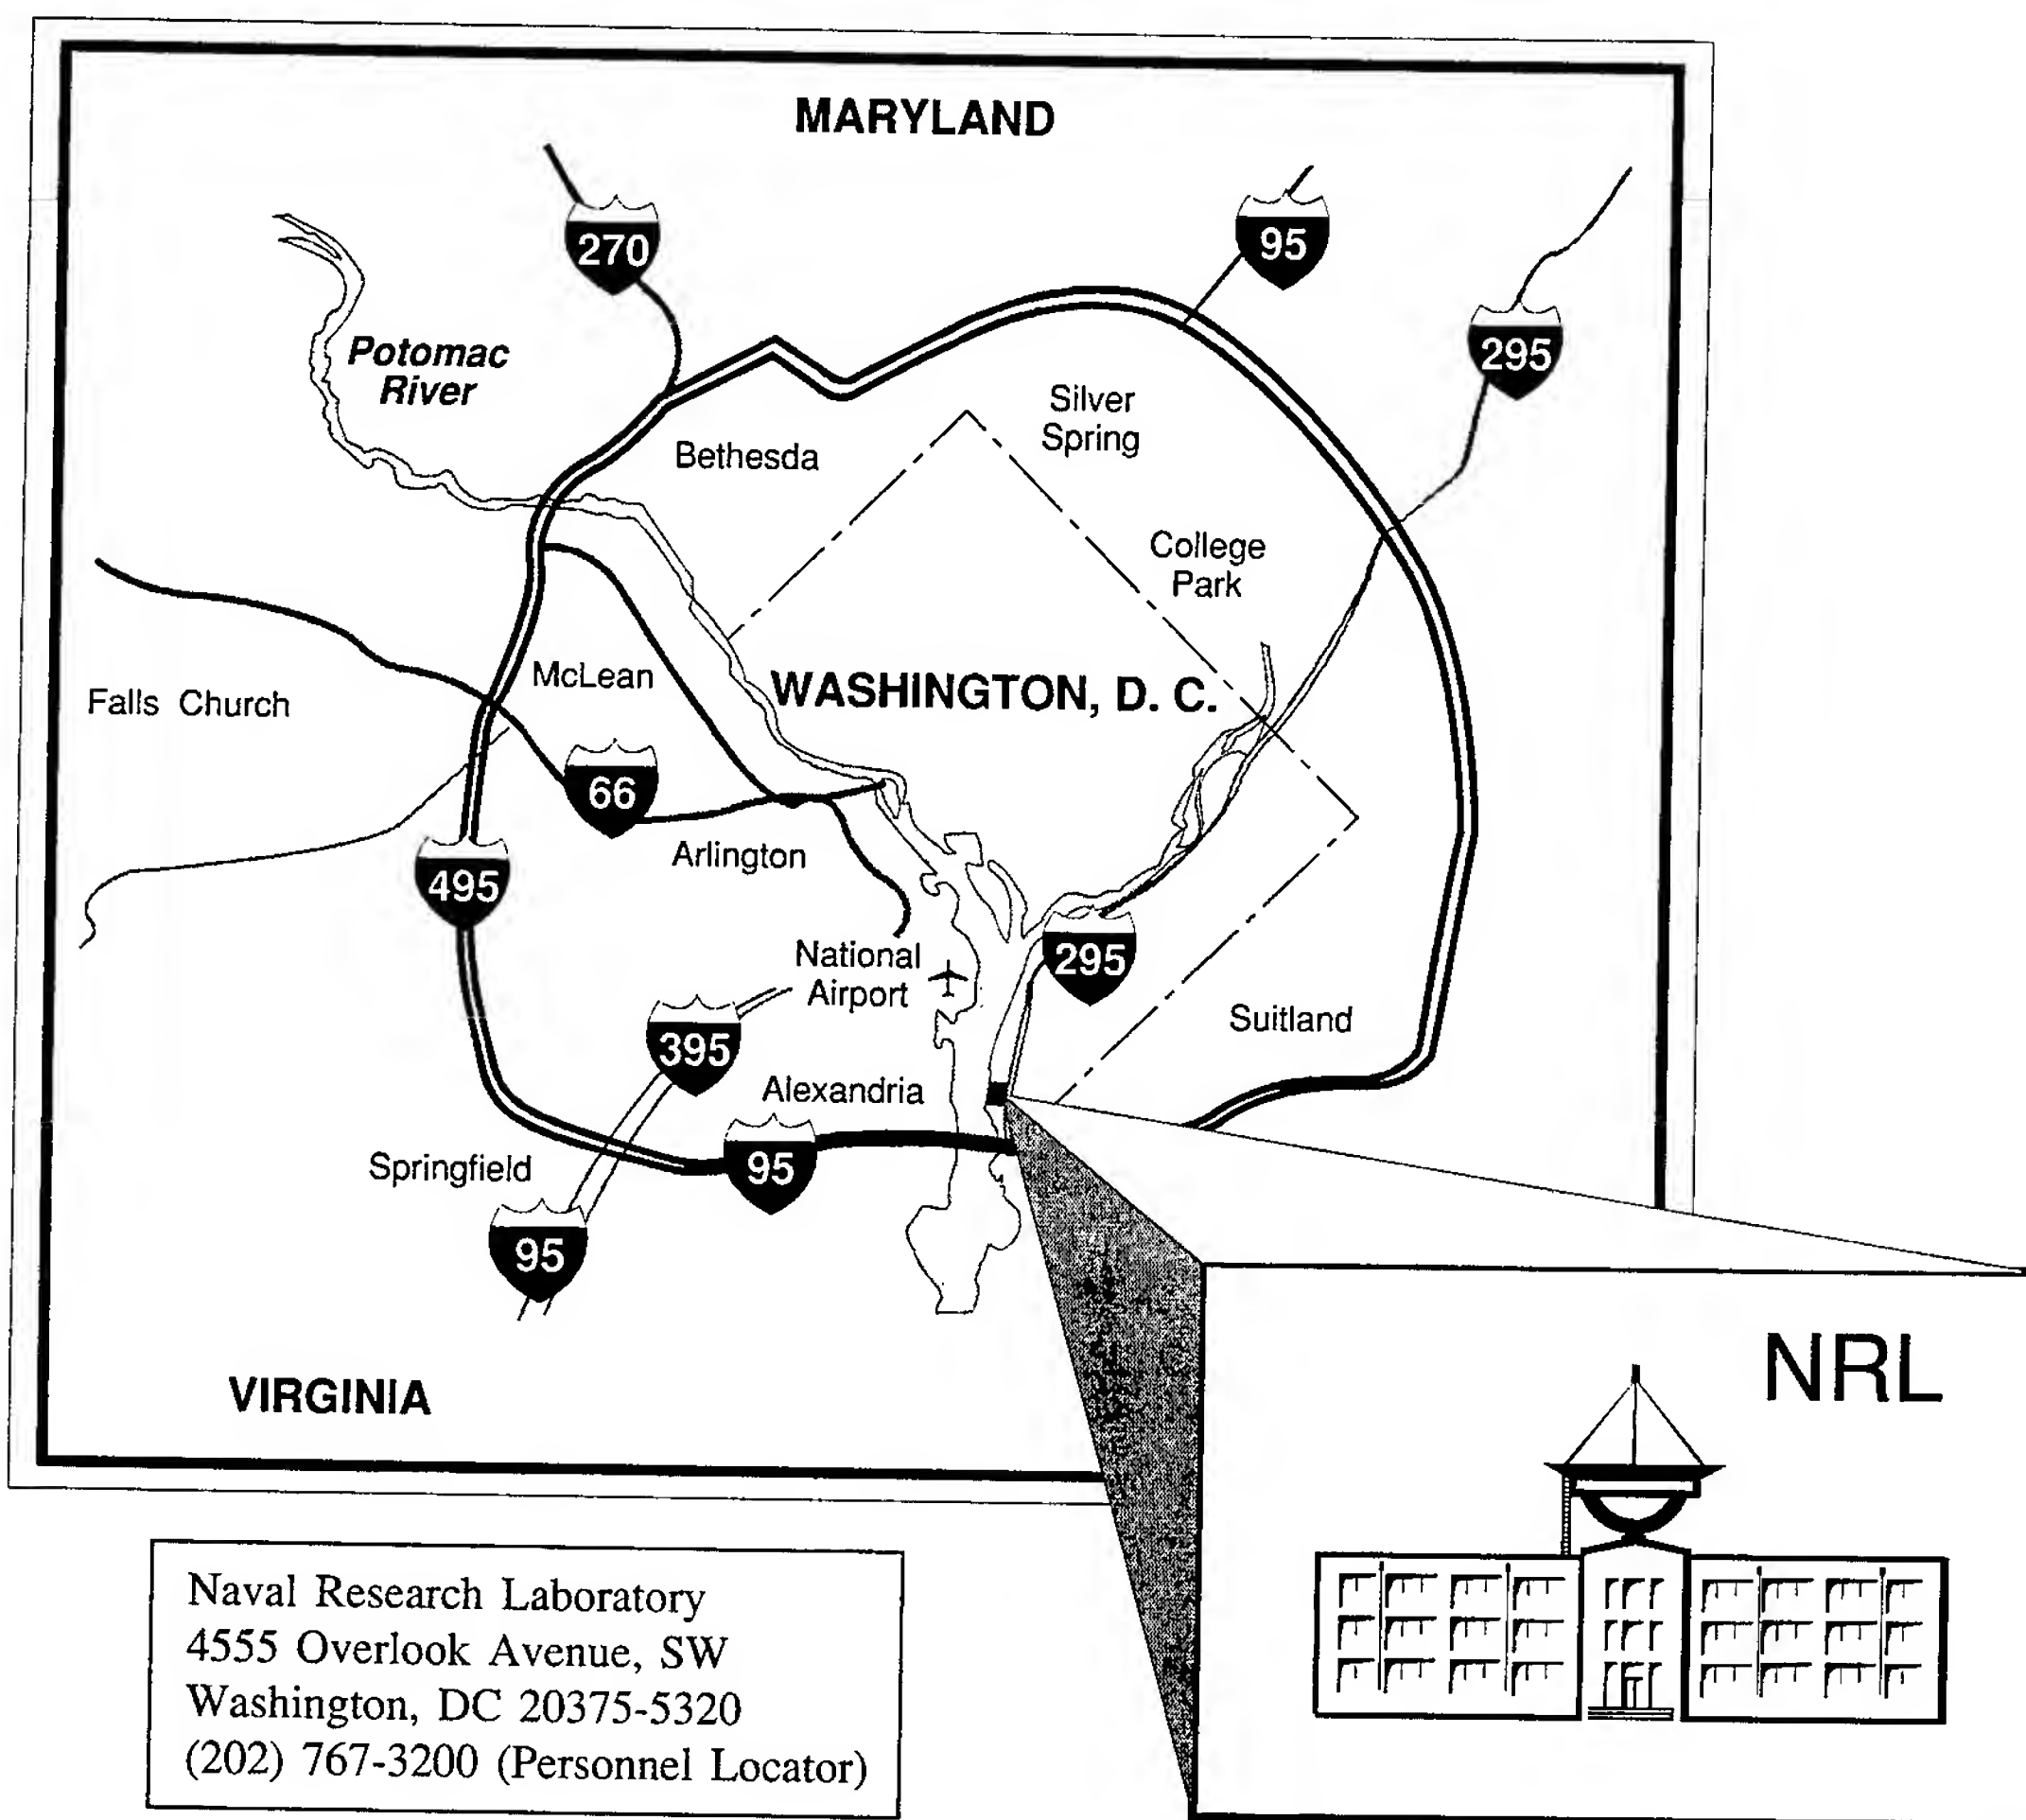 MARYLAND
270
95
295
Potomac
River
Silver
Spring
Bethesda
College
Park
McLean
WASHINGTON, D. C.
Falls Church
66
Arlington
495
National
Airport
295
395
Suitland
Alexandria
95
Springfield
95
VIRGINIA
NRL
Naval Research Laboratory
4555 Overlook Avenue, SW
Washington, DC 20375-5320
(202) 767-3200 (Personnel Locator)